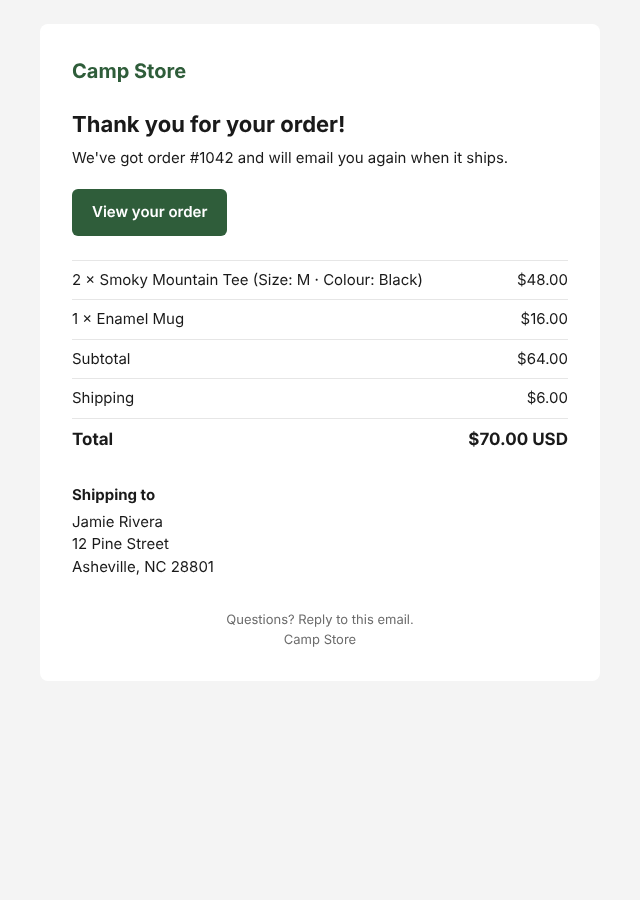 Camp Store
Thank you for your order!
We've got order #1042 and will email you again when it ships.
View your order
2 × Smoky Mountain Tee (Size: M · Colour: Black) $48.00
1 × Enamel Mug $16.00
Subtotal $64.00
Shipping $6.00
Total $70.00 USD
Shipping to
Jamie Rivera
12 Pine Street
Asheville, NC 28801
Questions? Reply to this email.
Camp Store